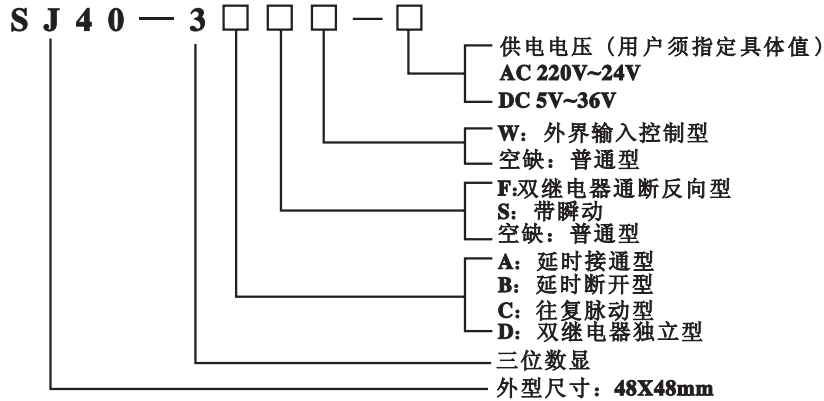 SJ40—3□□□—□
供电电压（用户须指定具体值）
AC 220V~24V
DC 5V~36V
W：外界输入控制型
空缺：普通型
F:双继电器通断反向型
S：带瞬动
空缺：普通型
A：延时接通型
B：延时断开型
C：往复脉动型
D：双继电器独立型
三位数显
外型尺寸：48X48mm